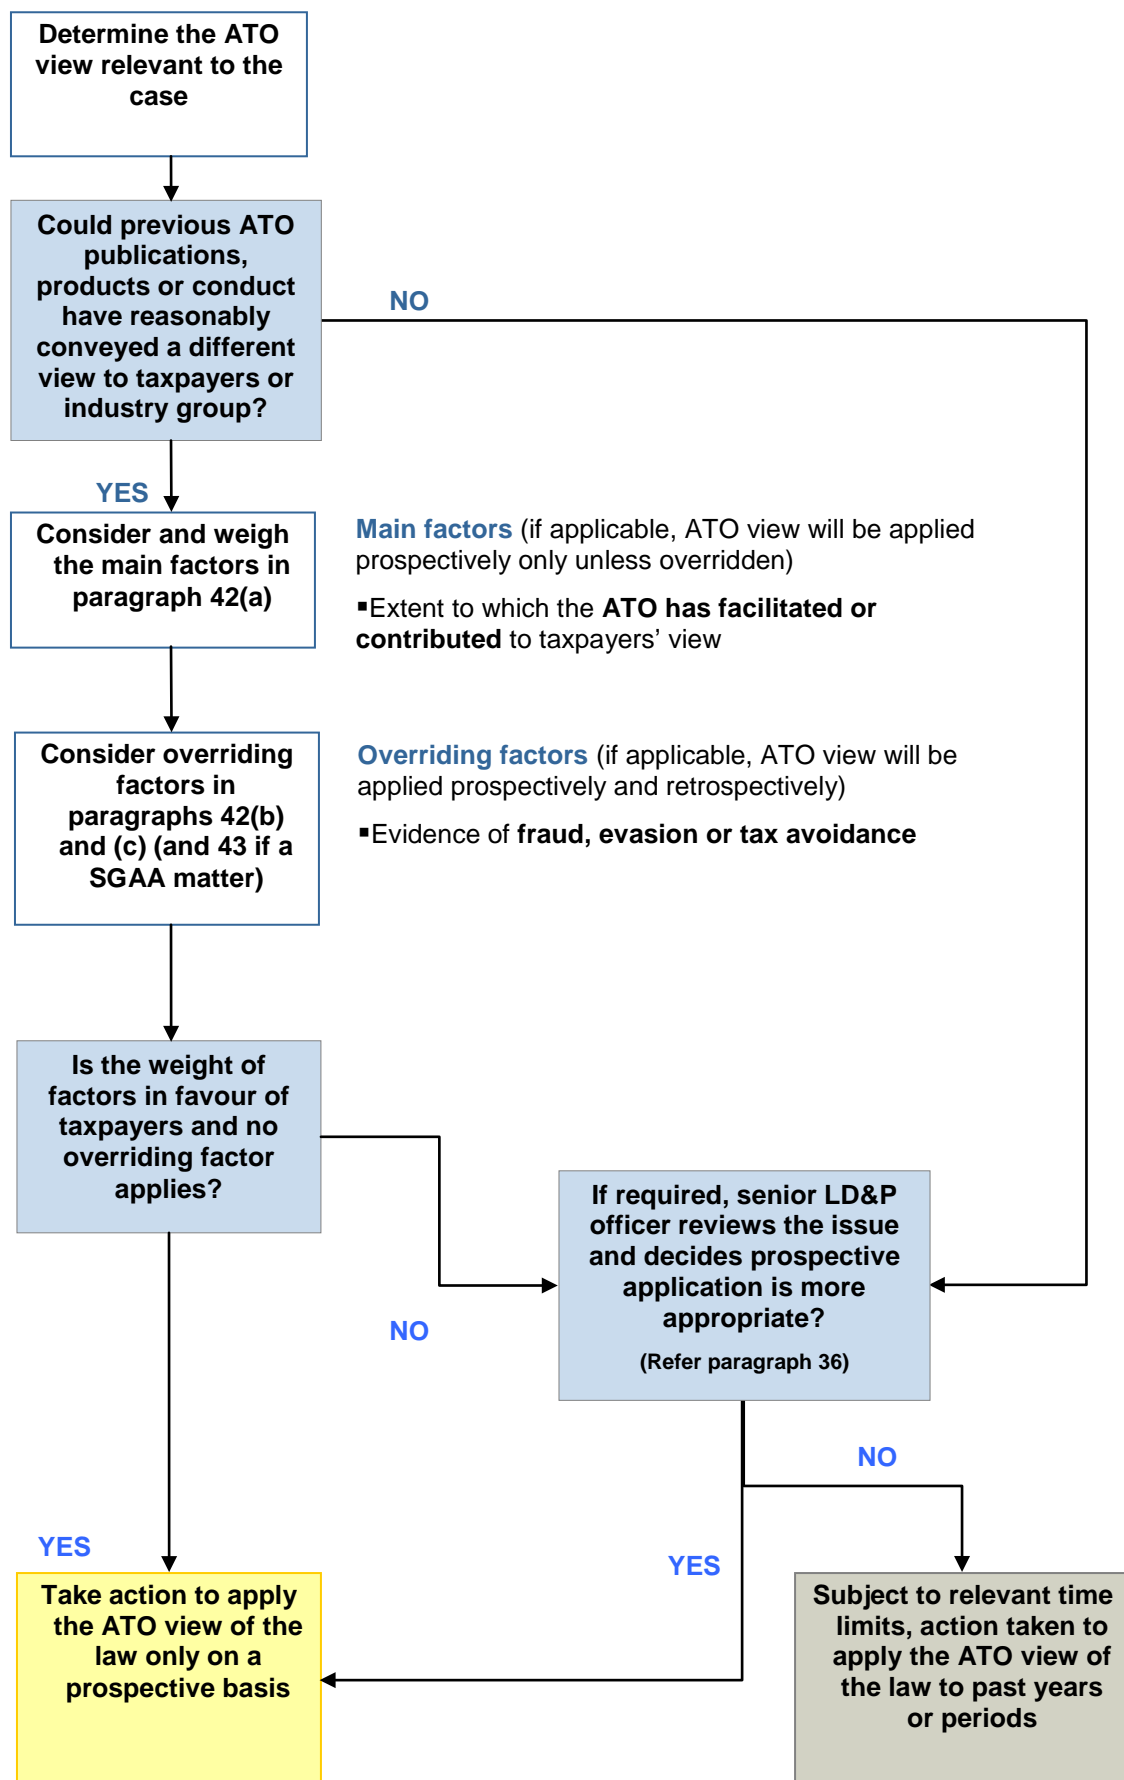 Determine the ATO
view relevant to the
case
Could previous ATO
publications,
products or conduct
have reasonably
conveyed a different
view to taxpayers or
industry group?
NO
YES
Consider and weigh
the main factors in
paragraph 42(a)
Main factors (if applicable, ATO view will be applied
prospectively only unless overridden)
▪Extent to which the ATO has facilitated or
contributed to taxpayers’ view
Consider overriding
factors in
paragraphs 42(b)
and (c) (and 43 if a
SGAA matter)
Overriding factors (if applicable, ATO view will be
applied prospectively and retrospectively)
▪Evidence of fraud, evasion or tax avoidance
Is the weight of
factors in favour of
taxpayers and no
overriding factor
applies?
NO
If required, senior LD&P
officer reviews the issue
and decides prospective
application is more
appropriate?
(Refer paragraph 36)
NO
YES
YES
Take action to apply
the ATO view of the
law only on a
prospective basis
Subject to relevant time
limits, action taken to
apply the ATO view of
the law to past years
or periods